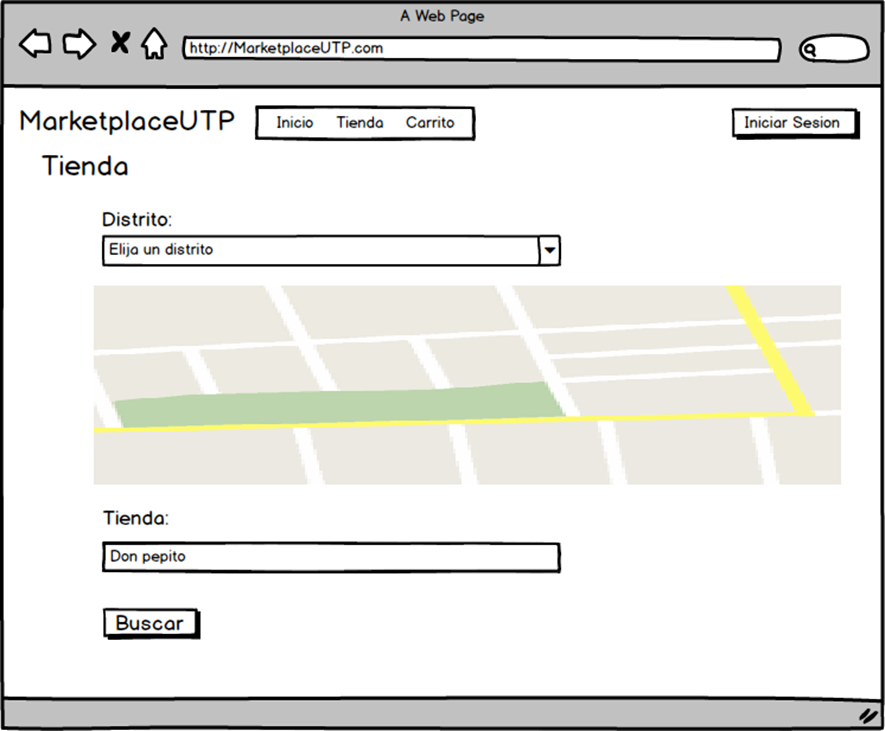 A Web Page
http://MarketplaceUTP.com
MarketplaceUTP Inicio Tienda Carrito Iniciar Sesion
Tienda
Distrito:
Elija un distrito
Tienda:
Don pepito
Buscar